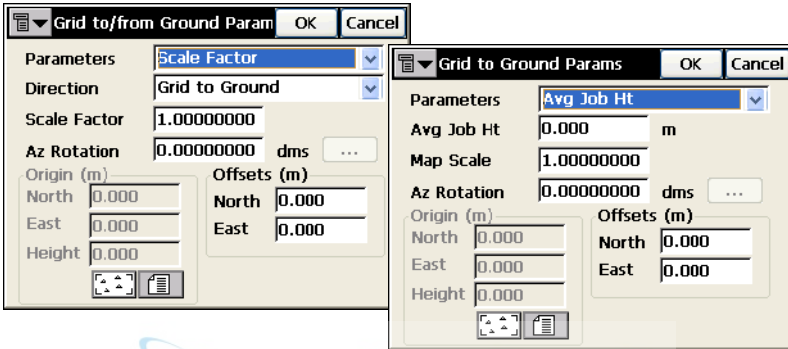 Grid to/from Ground Param OK Cancel
Parameters Scale Factor
Direction Grid to Ground
Scale Factor 1.00000000
Az Rotation 0.00000000 dms ...
Origin (m) Offsets (m)
North 0.000 North 0.000
East 0.000 East 0.000
Height 0.000
Grid to Ground Params OK Cancel
Parameters Avg Job Ht
Avg Job Ht 0.000 m
Map Scale 1.00000000
Az Rotation 0.00000000 dms ...
Origin (m) Offsets (m)
North 0.000 North 0.000
East 0.000 East 0.000
Height 0.000